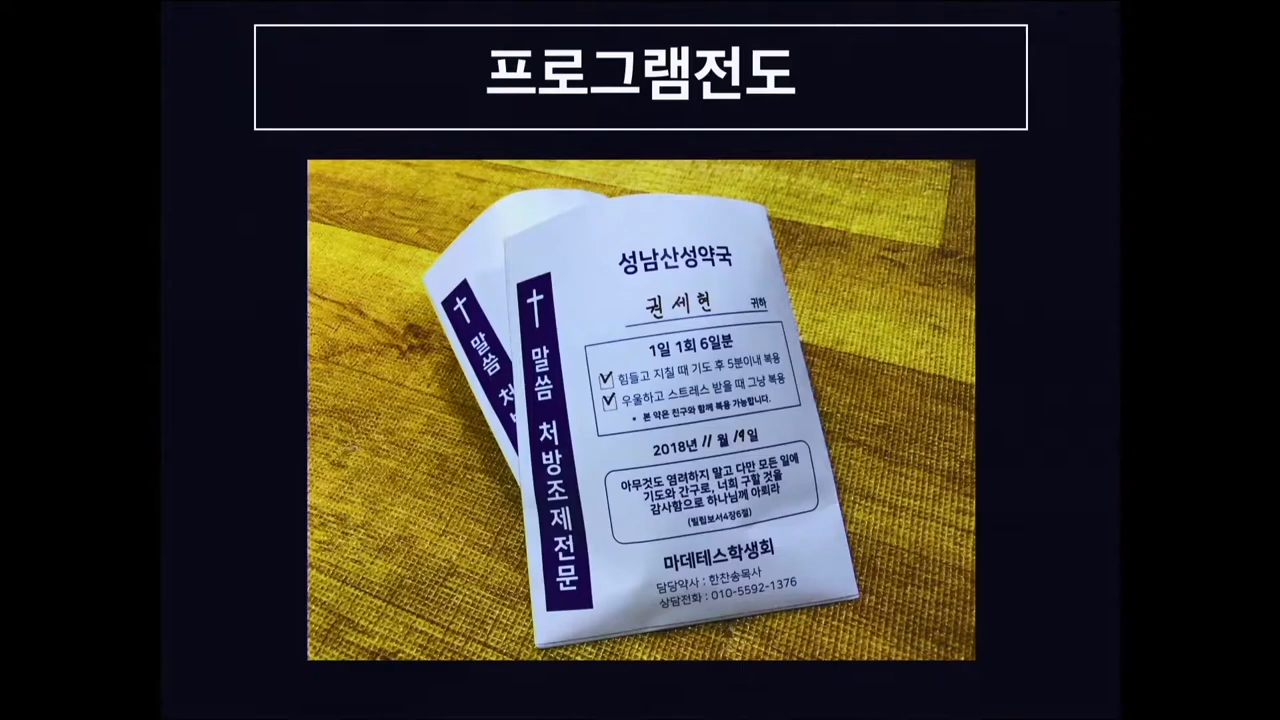 프로그램전도
성남산성약국
권세현 귀하
1일 1회 6일분
힘들고 지칠 때 기도 후 5분이내 복용
우울하고 스트레스 받을 때 그냥 복용
* 본 약은 친구와 함께 복용 가능합니다.
2018년 11월 19일
아무것도 염려하지 말고 다만 모든 일에
기도와 간구로, 너희 구할 것을
감사함으로 하나님께 아뢰라
(빌립보서4장6절)
마데테스학생회
담당약사 : 한찬송목사
상담전화 : 010-5592-1376
말씀 처방조제전문
말씀 처방